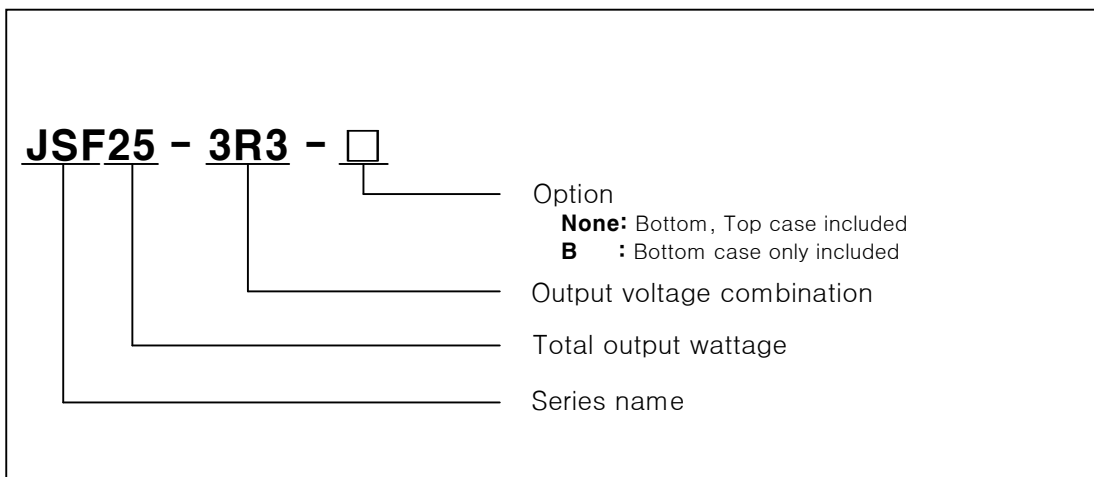 JSF25 - 3R3 - □
Option
None: Bottom, Top case included
B : Bottom case only included
Output voltage combination
Total output wattage
Series name